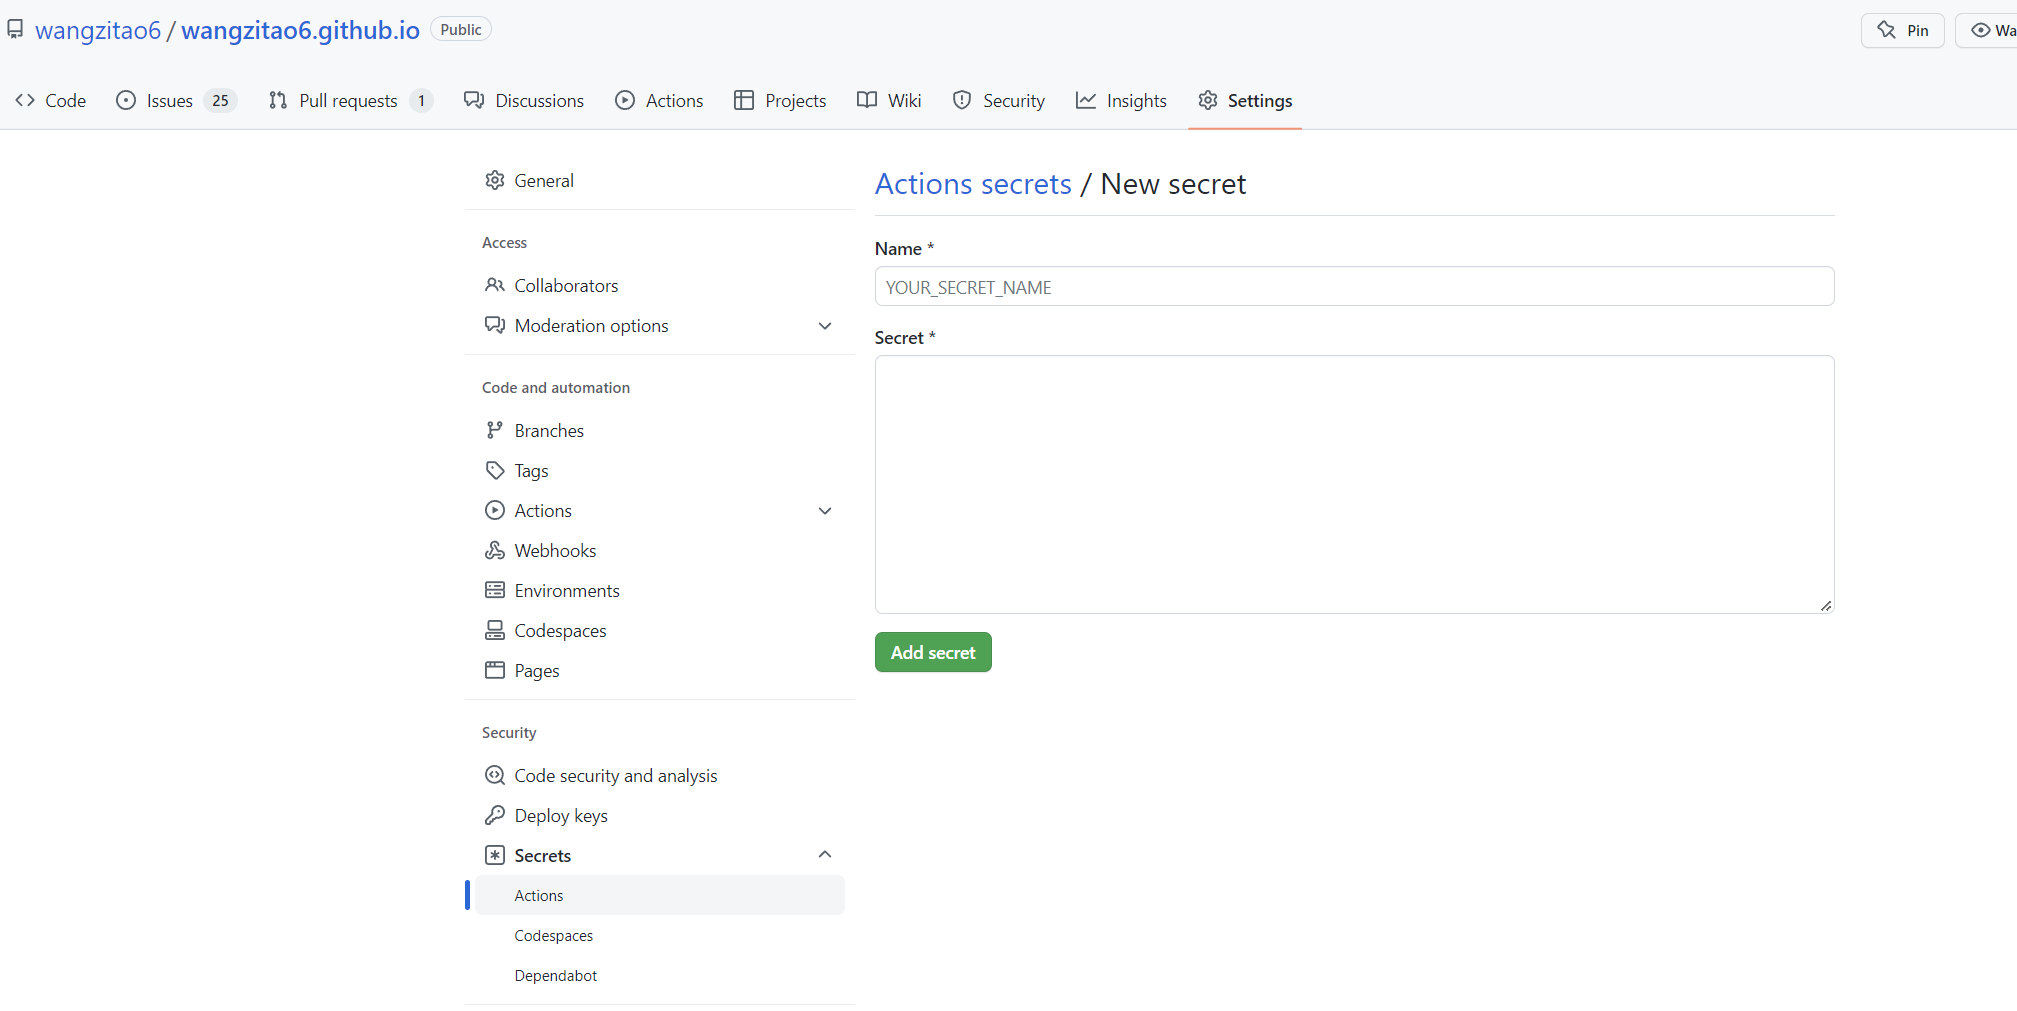 wangzitao6 / wangzitao6.github.io Public Pin Wa
Code Issues 25 Pull requests 1 Discussions Actions Projects Wiki Security Insights Settings
General
Access
Collaborators
Moderation options
Code and automation
Branches
Tags
Actions
Webhooks
Environments
Codespaces
Pages
Security
Code security and analysis
Deploy keys
Secrets
Actions
Codespaces
Dependabot
Actions secrets / New secret
Name *
YOUR_SECRET_NAME
Secret *
Add secret